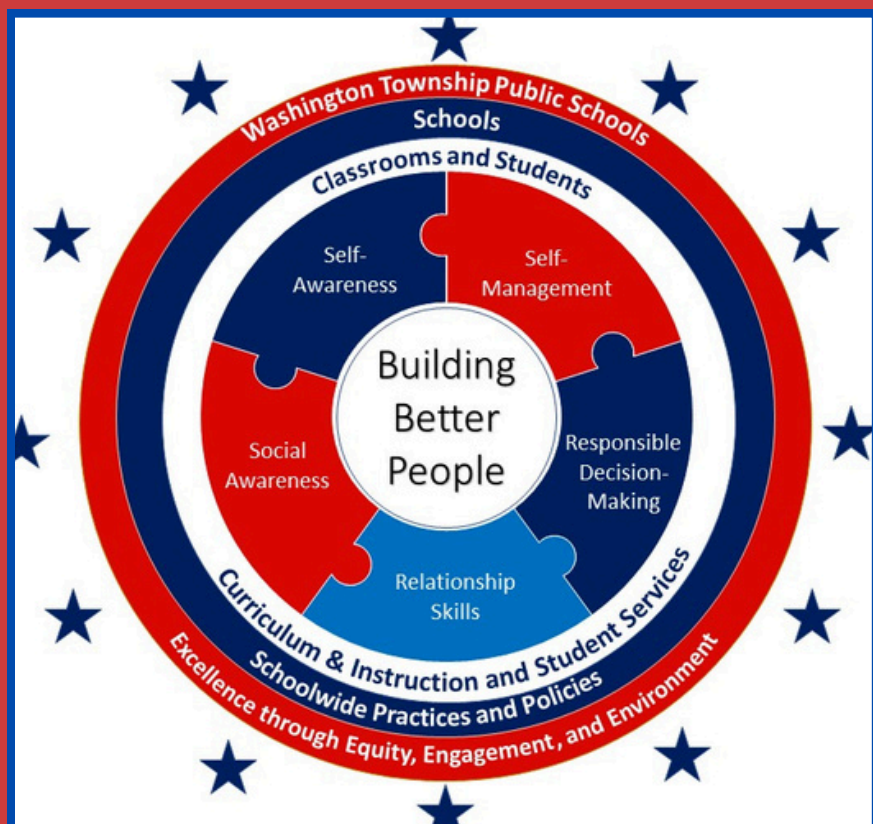 Washington Township Public Schools
Schools
Classrooms and Students
Self-
Awareness
Self-
Management
Building
Better
People
Social
Awareness
Responsible
Decision-
Making
Relationship
Skills
Curriculum & Instruction and Student Services
Schoolwide Practices and Policies
Excellence through Equity, Engagement, and Environment